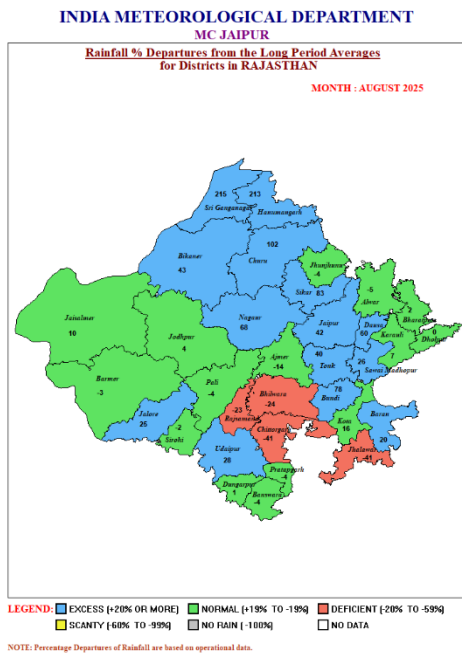 INDIA METEOROLOGICAL DEPARTMENT
MC JAIPUR
Rainfall % Departures from the Long Period Averages
for Districts in RAJASTHAN
MONTH : AUGUST 2025
215
213
Sri Ganganagar
Hanumangarh
102
Bikaner
Churu
43
Jhunjhunu
-4
Sikar 83
-5
Alwar
3
2
Jaisalmer
10
Nagaur
68
Jaipur
42
Dausa
60
Bharatpur
0
Dholpur
5
Karauli
7
Jodhpur
4
Ajmer
-14
40
Tonk
26
Sawai Madhopur
Barmer
-3
Pali
-4
Bhilwara
-24
78
Bundi
Jalore
25
-23
Rajsamand
Chittorgarh
-41
Kota
16
Baran
20
-2
Sirohi
Udaipur
28
Jhalawar
-41
Pratapgarh
-4
Dungarpur
1
Banswara
-4
LEGEND: EXCESS (+20% OR MORE) NORMAL (+19% TO -19%) DEFICIENT (-20% TO -59%)
SCANTY (-60% TO -99%) NO RAIN (-100%) NO DATA
NOTE: Percentage Departures of Rainfall are based on operational data.